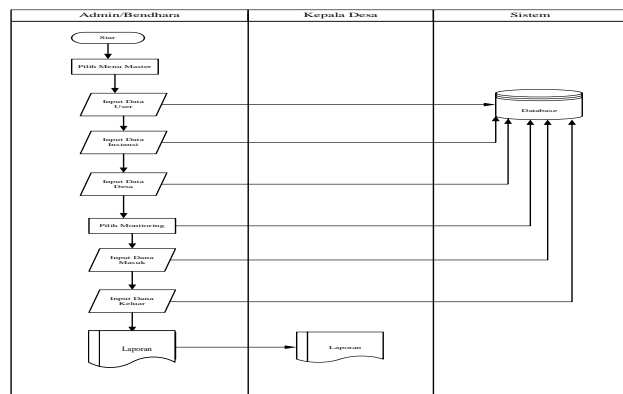 Admin/Bendhara
Kepala Desa
Sistem
Star
Pilih Menu Master
Input Data
User
Database
Input Data
Instansi
Input Data
Desa
Pilih Monitoring
Input Dana
Masuk
Input Dana
Keluar
Laporan
Laporan